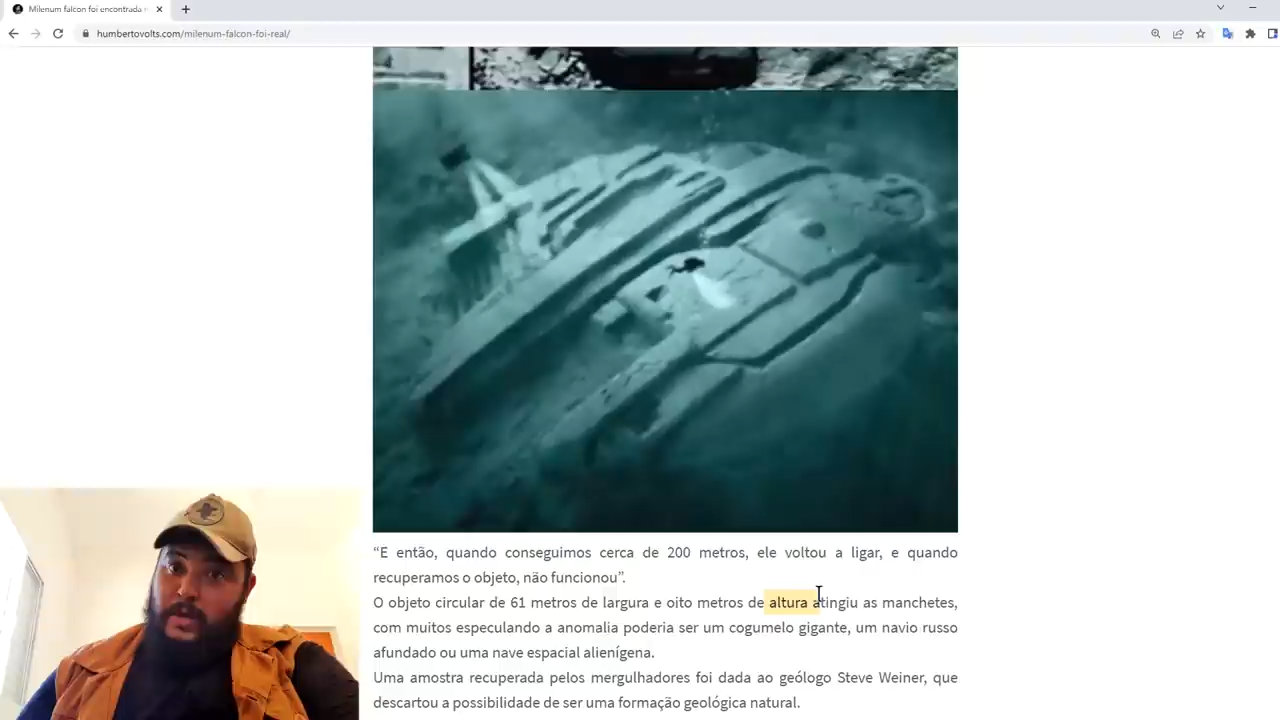 Milenum falcon foi encontrada
humbertovolts.com/milenum-falcon-foi-real/
“E então, quando conseguimos cerca de 200 metros, ele voltou a ligar, e quando
recuperamos o objeto, não funcionou”.
O objeto circular de 61 metros de largura e oito metros de altura atingiu as manchetes,
com muitos especulando a anomalia poderia ser um cogumelo gigante, um navio russo
afundado ou uma nave espacial alienígena.
Uma amostra recuperada pelos mergulhadores foi dada ao geólogo Steve Weiner, que
descartou a possibilidade de ser uma formação geológica natural.